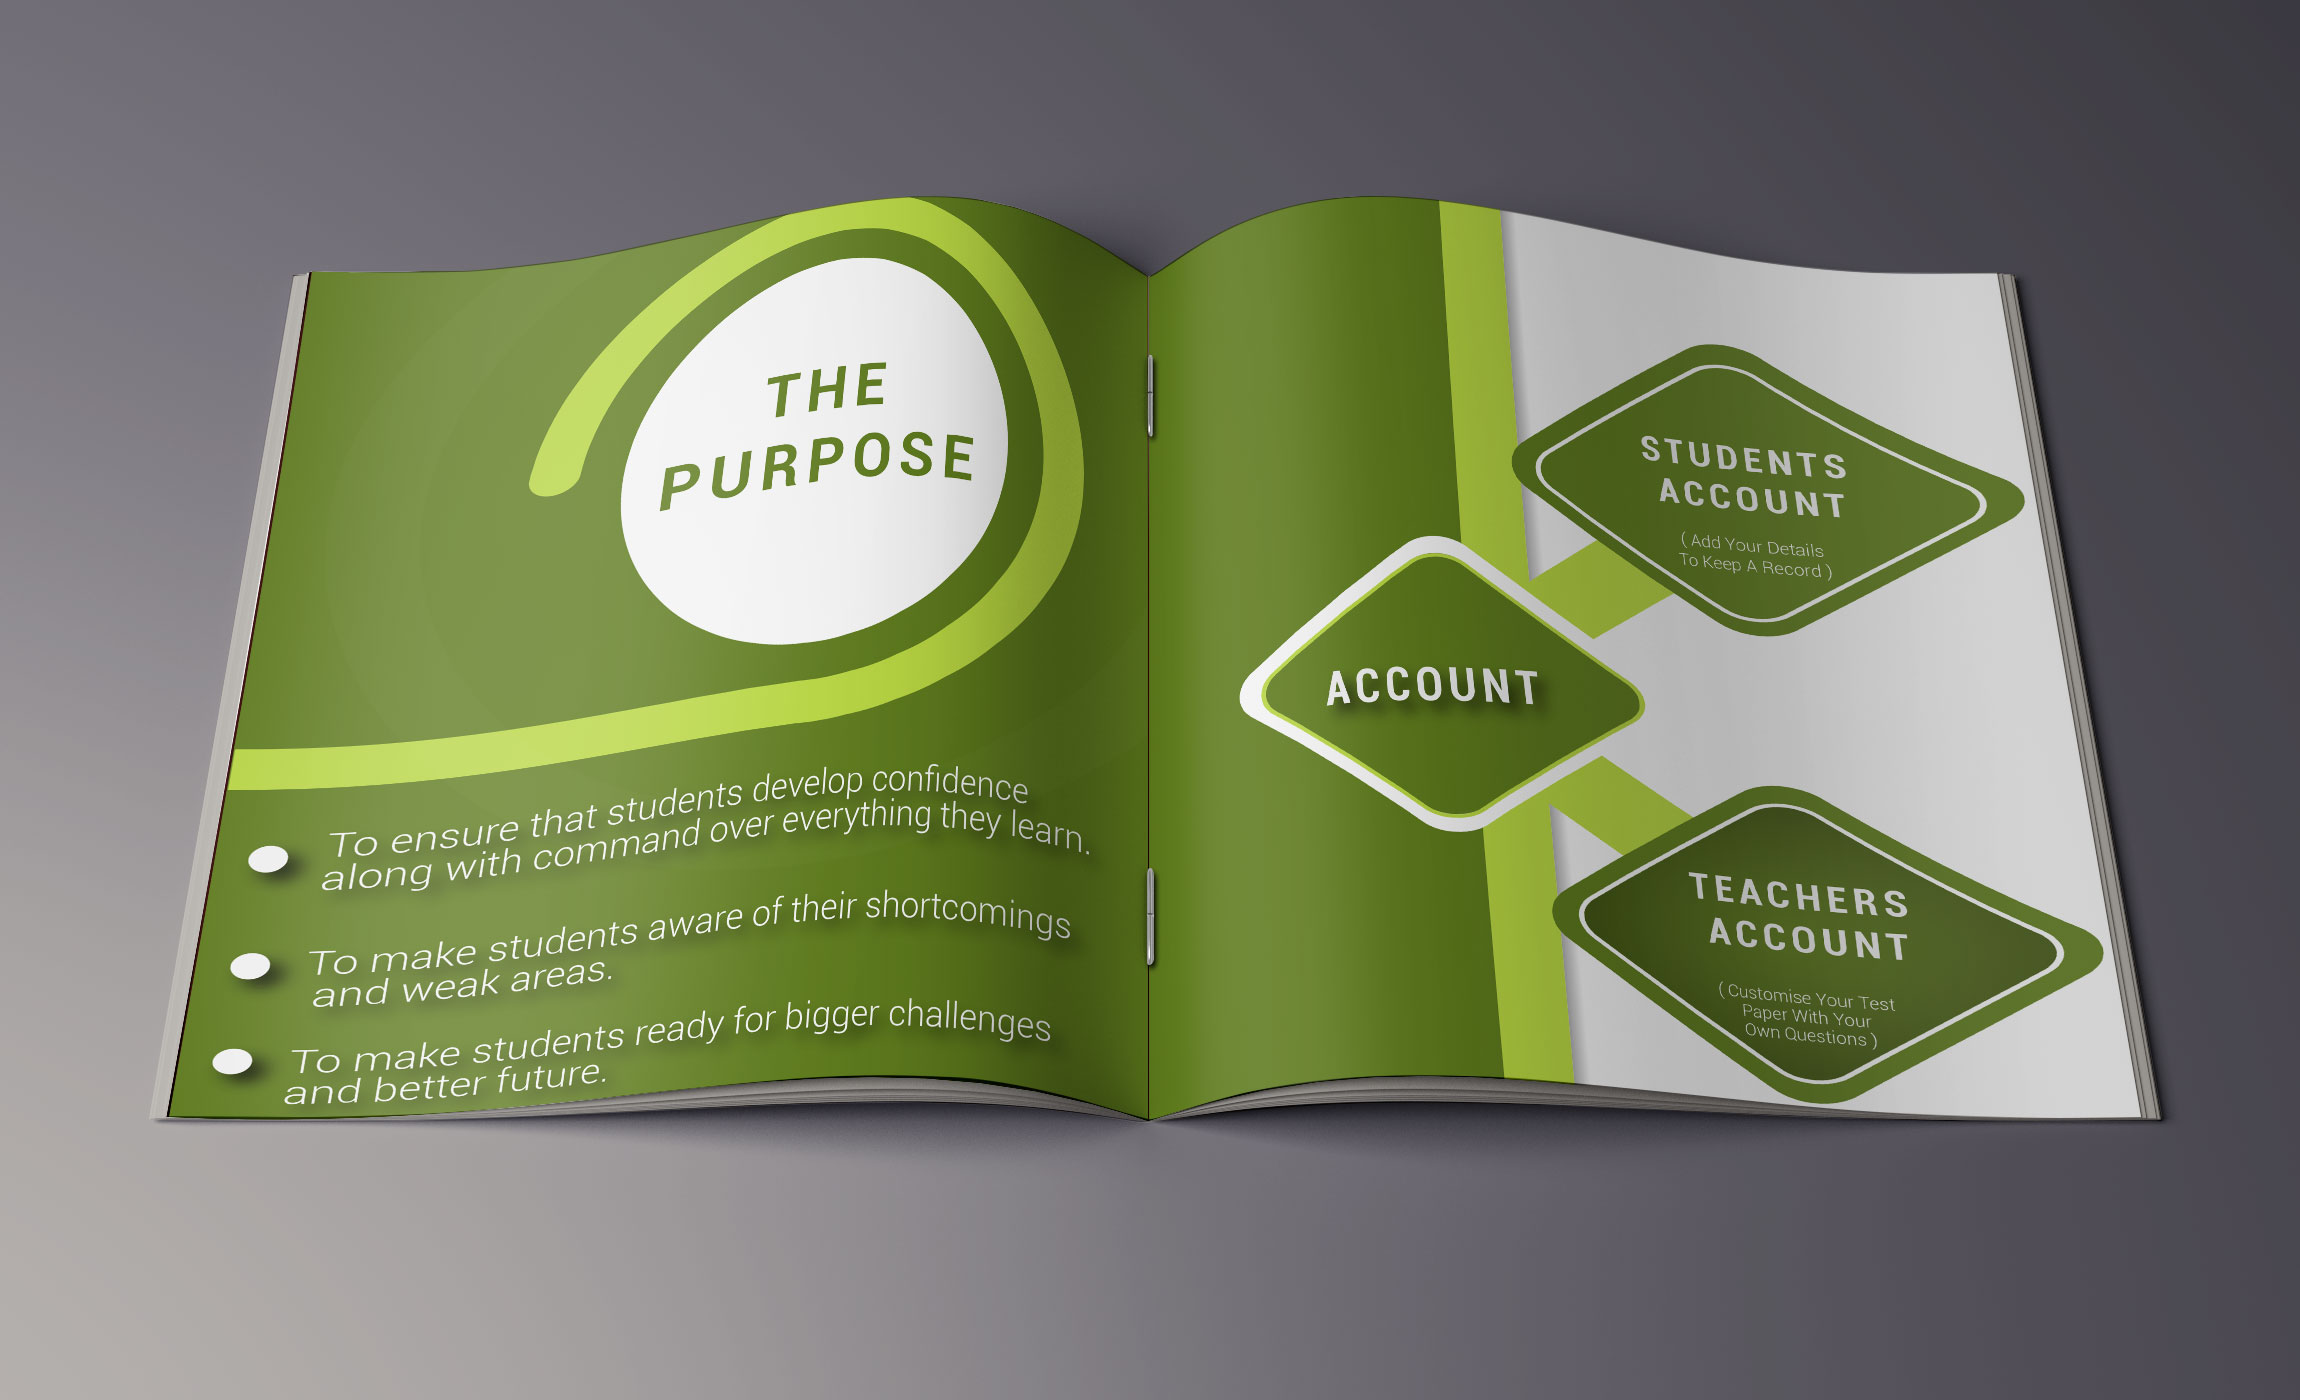 THE
PURPOSE
To ensure that students develop confidence
along with command over everything they learn.
To make students aware of their shortcomings
and weak areas.
To make students ready for bigger challenges
and better future.
ACCOUNT
STUDENTS
ACCOUNT
( Add Your Details
To Keep A Record )
TEACHERS
ACCOUNT
( Customise Your Test
Paper With Your
Own Questions )